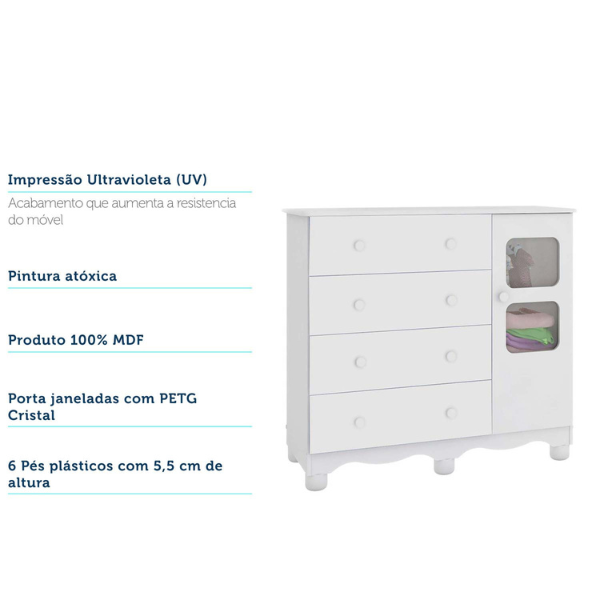 Impressão Ultravioleta (UV)
Acabamento que aumenta a resistencia
do móvel
Pintura atóxica
Produto 100% MDF
Porta janeladas com PETG
Cristal
6 Pés plásticos com 5,5 cm de
altura